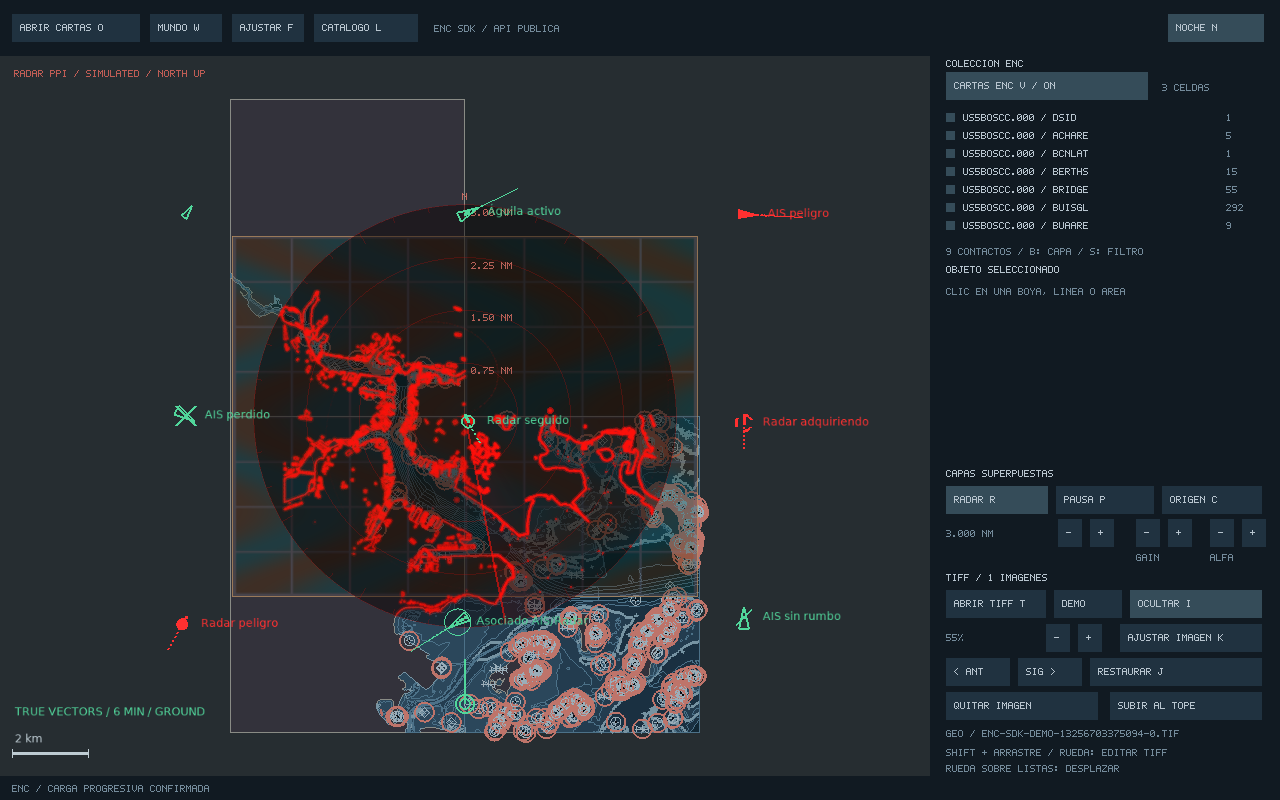 ABRIR CARTAS O
MUNDO W
AJUSTAR F
CATALOGO L
ENC SDK / API PUBLICA
NOCHE N
RADAR PPI / SIMULATED / NORTH UP
N
3.00 NM
Águila activo
AIS peligro
2.25 NM
1.50 NM
0.75 NM
AIS perdido
Radar seguido
Radar adquiriendo
Radar peligro
Asociado
AIS sin rumbo
TRUE VECTORS / 6 MIN / GROUND
2 km
ENC / CARGA PROGRESIVA CONFIRMADA
COLECCION ENC
CARTAS ENC V / ON
3 CELDAS
US5BOSCC.000 / DSID 1
US5BOSCC.000 / ACHARE 5
US5BOSCC.000 / BCNLAT 1
US5BOSCC.000 / BERTHS 15
US5BOSCC.000 / BRIDGE 55
US5BOSCC.000 / BUISGL 292
US5BOSCC.000 / BUAARE 9
9 CONTACTOS / B: CAPA / S: FILTRO
OBJETO SELECCIONADO
CLIC EN UNA BOYA, LINEA O AREA
CAPAS SUPERPUESTAS
RADAR R
PAUSA P
ORIGEN C
3.000 NM
- + - + - +
GAIN
ALFA
TIFF / 1 IMAGENES
ABRIR TIFF T
DEMO
OCULTAR I
55%
- +
AJUSTAR IMAGEN K
< ANT
SIG >
RESTAURAR J
QUITAR IMAGEN
SUBIR AL TOPE
GEO / ENC-SDK-DEMO-13256703375094-0.TIF
SHIFT + ARRASTRE / RUEDA: EDITAR TIFF
RUEDA SOBRE LISTAS: DESPLAZAR